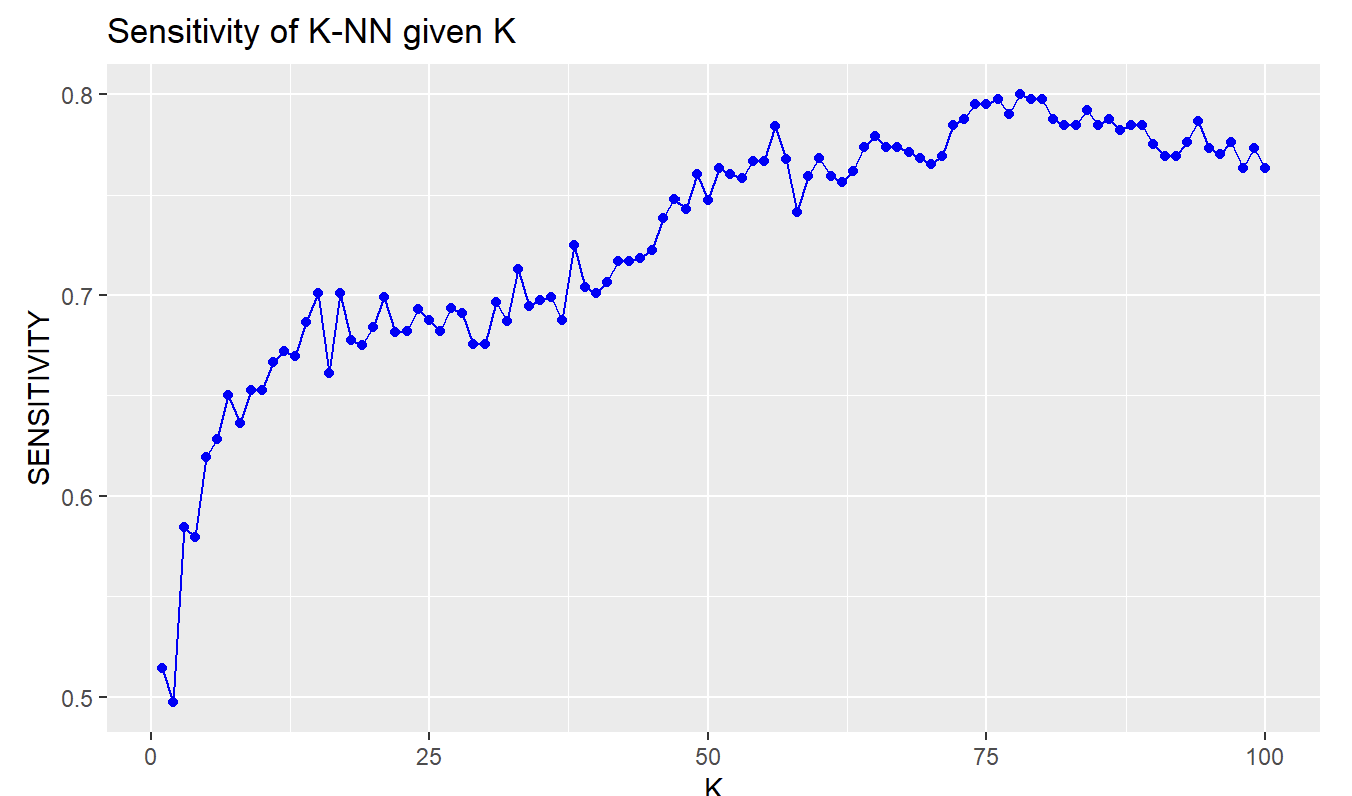 Sensitivity of K-NN given K
SENSITIVITY
0.8
0.7
0.6
0.5
0 25 50 75 100
K